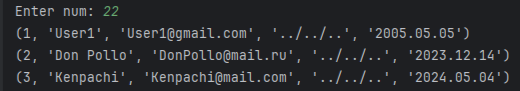 Enter num: 22
(1, 'User1', 'User1@gmail.com', '../../..', '2005.05.05')
(2, 'Don Pollo', 'DonPollo@mail.ru', '../../..', '2023.12.14')
(3, 'Kenpachi', 'Kenpachi@mail.com', '../../..', '2024.05.04')